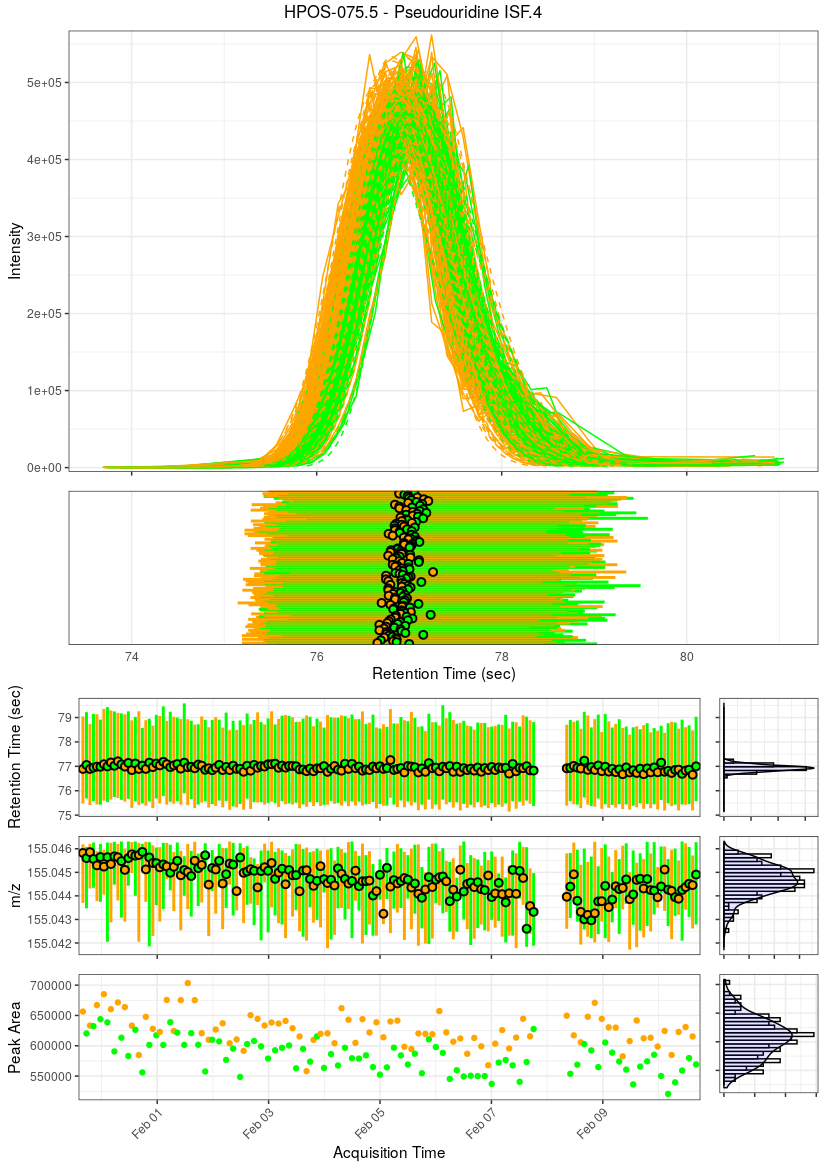 HPOS-075.5 - Pseudouridine ISF.4
Intensity
5e+05
4e+05
3e+05
2e+05
1e+05
0e+00
74
76
78
80
Retention Time (sec)
Retention Time (sec)
79
78
77
76
75
m/z
155.046
155.045
155.044
155.043
155.042
Peak Area
700000
650000
600000
550000
Feb 01
Feb 03
Feb 05
Feb 07
Feb 09
Acquisition Time